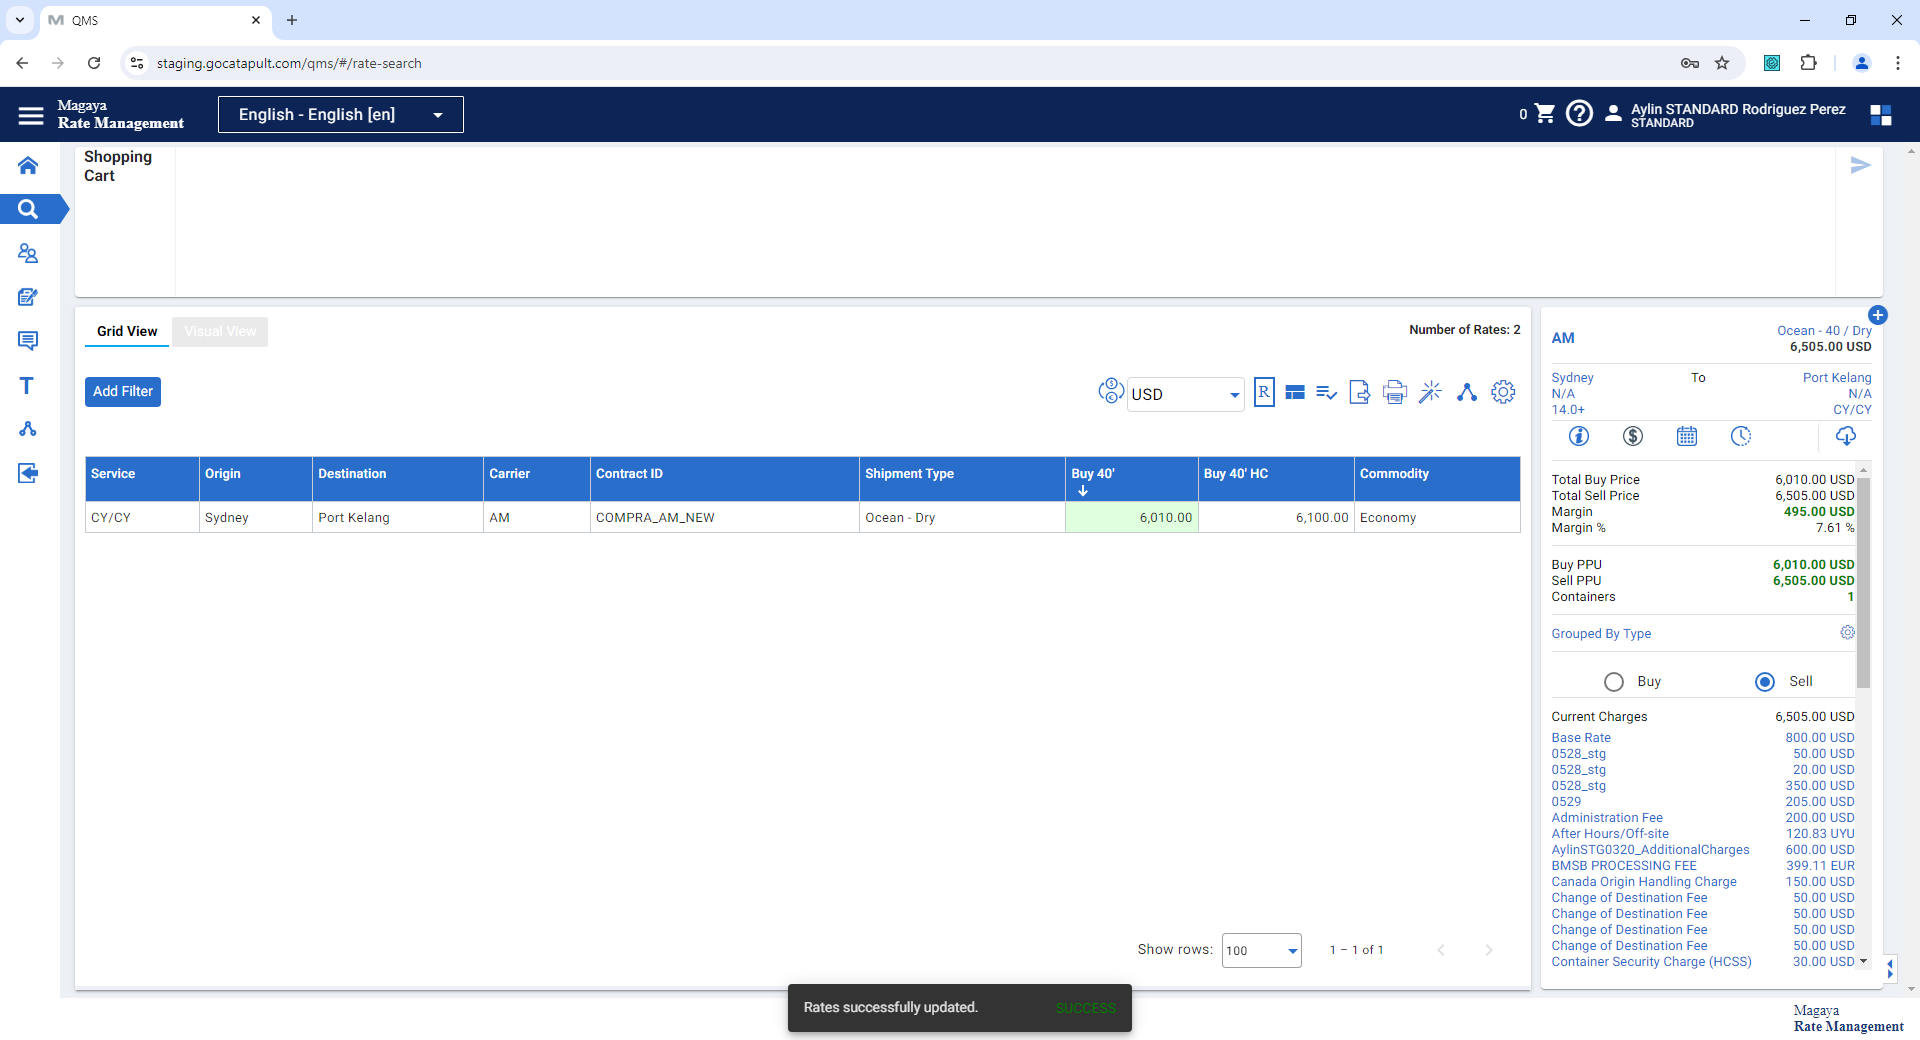 QMS
staging.gocatapult.com/qms/#/rate-search
Magaya
Rate Management
English - English [en]
0
Aylin STANDARD Rodriguez Perez
STANDARD
Shopping
Cart
Grid View
Visual View
Number of Rates: 2
Add Filter
USD
R
Service Origin Destination Carrier Contract ID Shipment Type Buy 40' Buy 40' HC Commodity
CY/CY Sydney Port Kelang AM COMPRA_AM_NEW Ocean - Dry 6,010.00 6,100.00 Economy
Show rows: 100 1 – 1 of 1
AM
Ocean - 40 / Dry
6,505.00 USD
Sydney To Port Kelang
N/A N/A
14.0+ CY/CY
Total Buy Price 6,010.00 USD
Total Sell Price 6,505.00 USD
Margin 495.00 USD
Margin % 7.61 %
Buy PPU 6,010.00 USD
Sell PPU 6,505.00 USD
Containers 1
Grouped By Type
Buy Sell
Current Charges 6,505.00 USD
Base Rate 800.00 USD
0528_stg 50.00 USD
0528_stg 20.00 USD
0528_stg 350.00 USD
0529 205.00 USD
Administration Fee 200.00 USD
After Hours/Off-site 120.83 UYU
AylinSTG0320_AdditionalCharges 600.00 USD
BMSB PROCESSING FEE 399.11 EUR
Canada Origin Handling Charge 150.00 USD
Change of Destination Fee 50.00 USD
Change of Destination Fee 50.00 USD
Change of Destination Fee 50.00 USD
Change of Destination Fee 50.00 USD
Container Security Charge (HCSS) 30.00 USD
Rates successfully updated. SUCCESS
Magaya
Rate Management